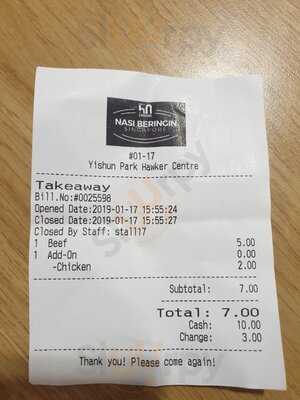 NASI BERINGIN
SINGAPORE
#01-17
Yishun Park Hawker Centre
Takeaway
Bill.No:#0025598
Opened Date:2019-01-17 15:55:24
Closed Date:2019-01-17 15:55:27
Closed By Staff: stall17
1 Beef 5.00
1 Add-On 0.00
-Chicken 2.00
Subtotal: 7.00
Total: 7.00
Cash: 10.00
Change: 3.00
Thank you! Please come again!